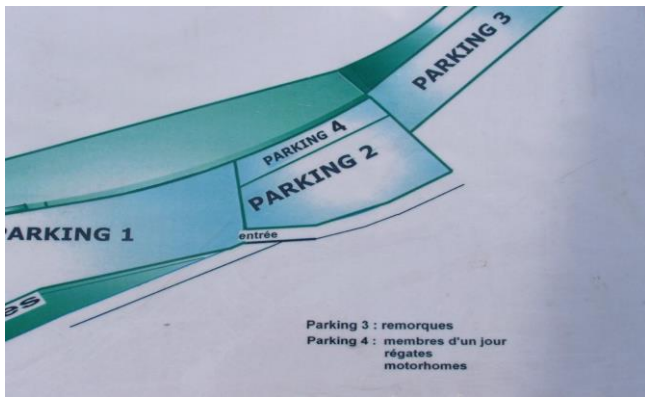 PARKING 3
PARKING 4
PARKING 2
PARKING 1
entrée
es
Parking 3 : remorques
Parking 4 : membres d'un jour
régates
motorhomes